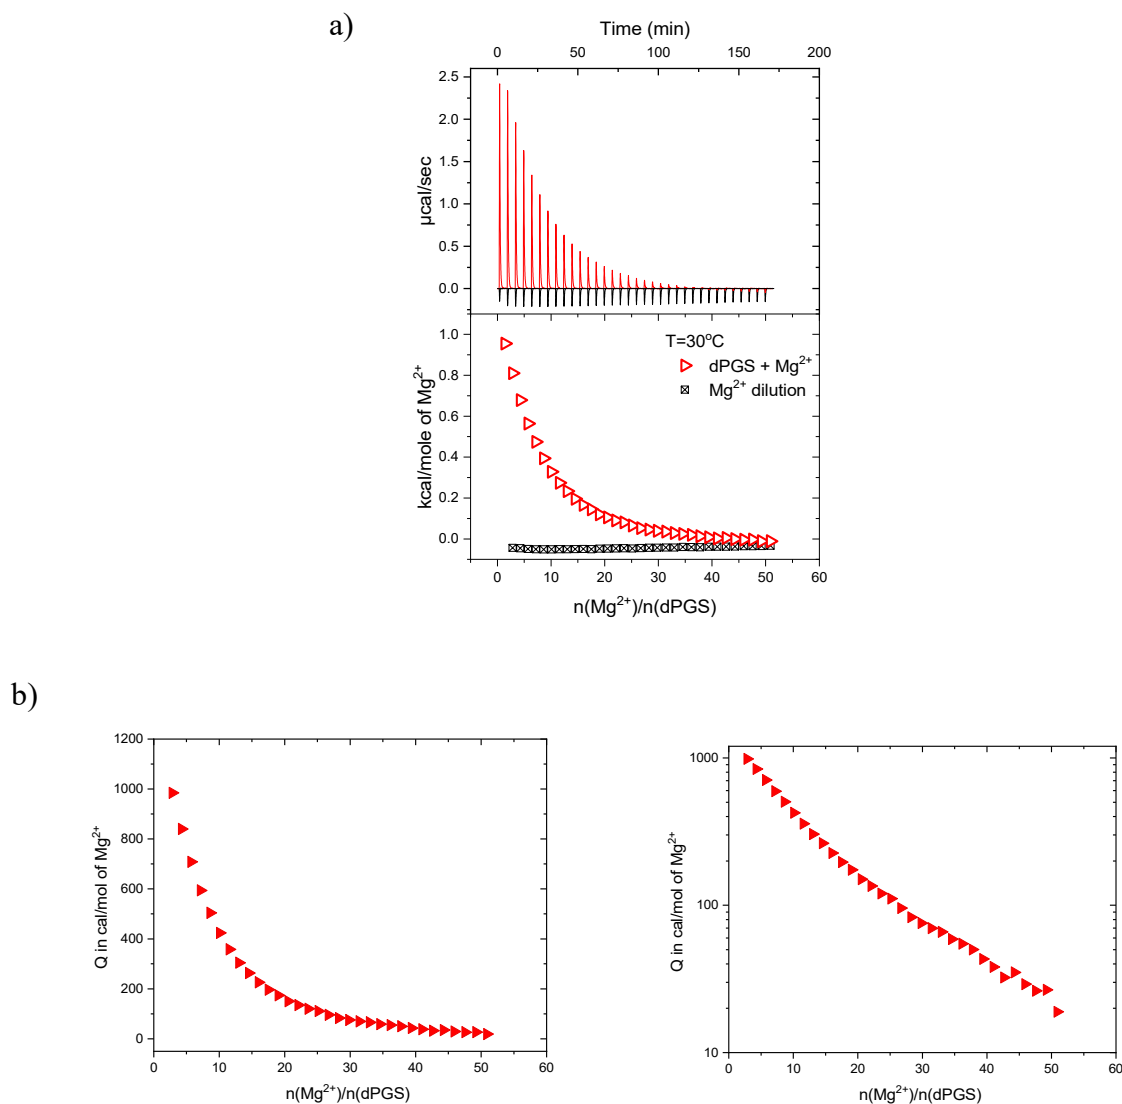 a)
Time (min)
0 50 100 150 200
2.5
2.0
1.5
1.0
0.5
0.0
µcal/sec
1.0
0.8
0.6
0.4
0.2
0.0
kcal/mole of Mg²⁺
T=30°C
dPGS + Mg²⁺
Mg²⁺ dilution
0 10 20 30 40 50 60
n(Mg²⁺)/n(dPGS)
b)
1200
1000
800
600
400
200
0
Q in cal/mol of Mg²⁺
0 10 20 30 40 50 60
n(Mg²⁺)/n(dPGS)
1000
100
10
Q in cal/mol of Mg²⁺
0 10 20 30 40 50 60
n(Mg²⁺)/n(dPGS)